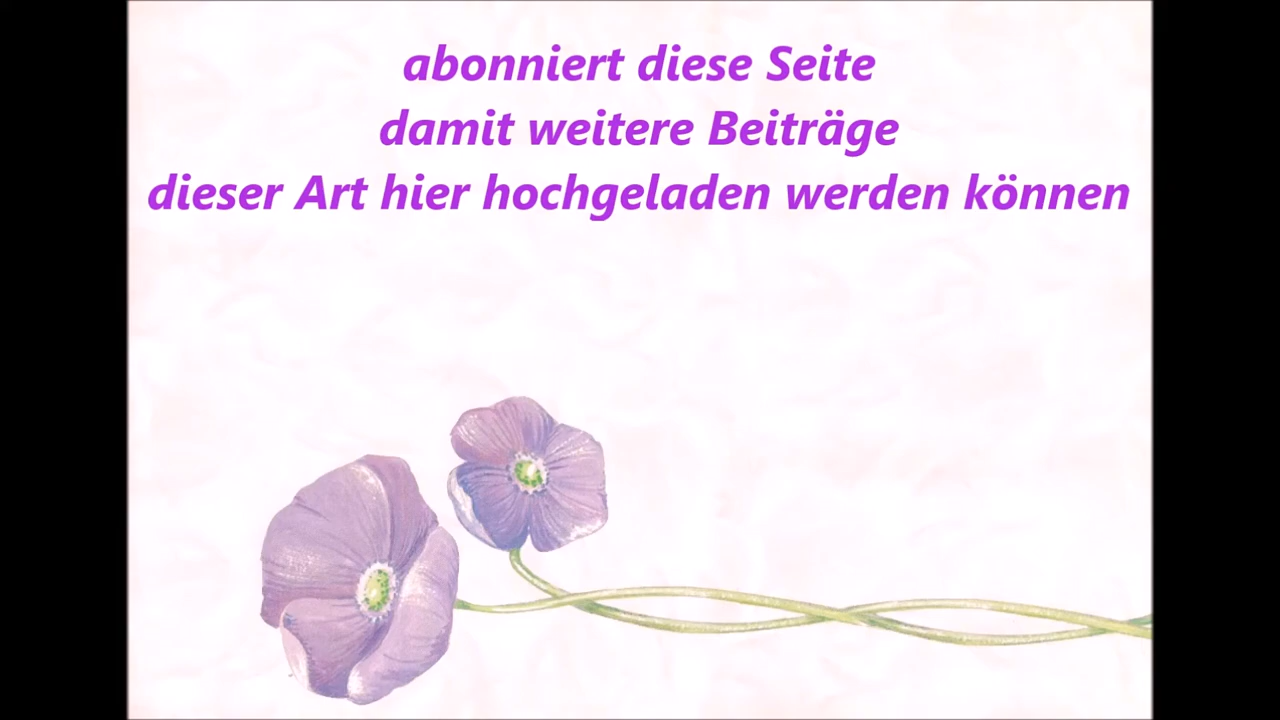 abonniert diese Seite
damit weitere Beiträge
dieser Art hier hochgeladen werden können